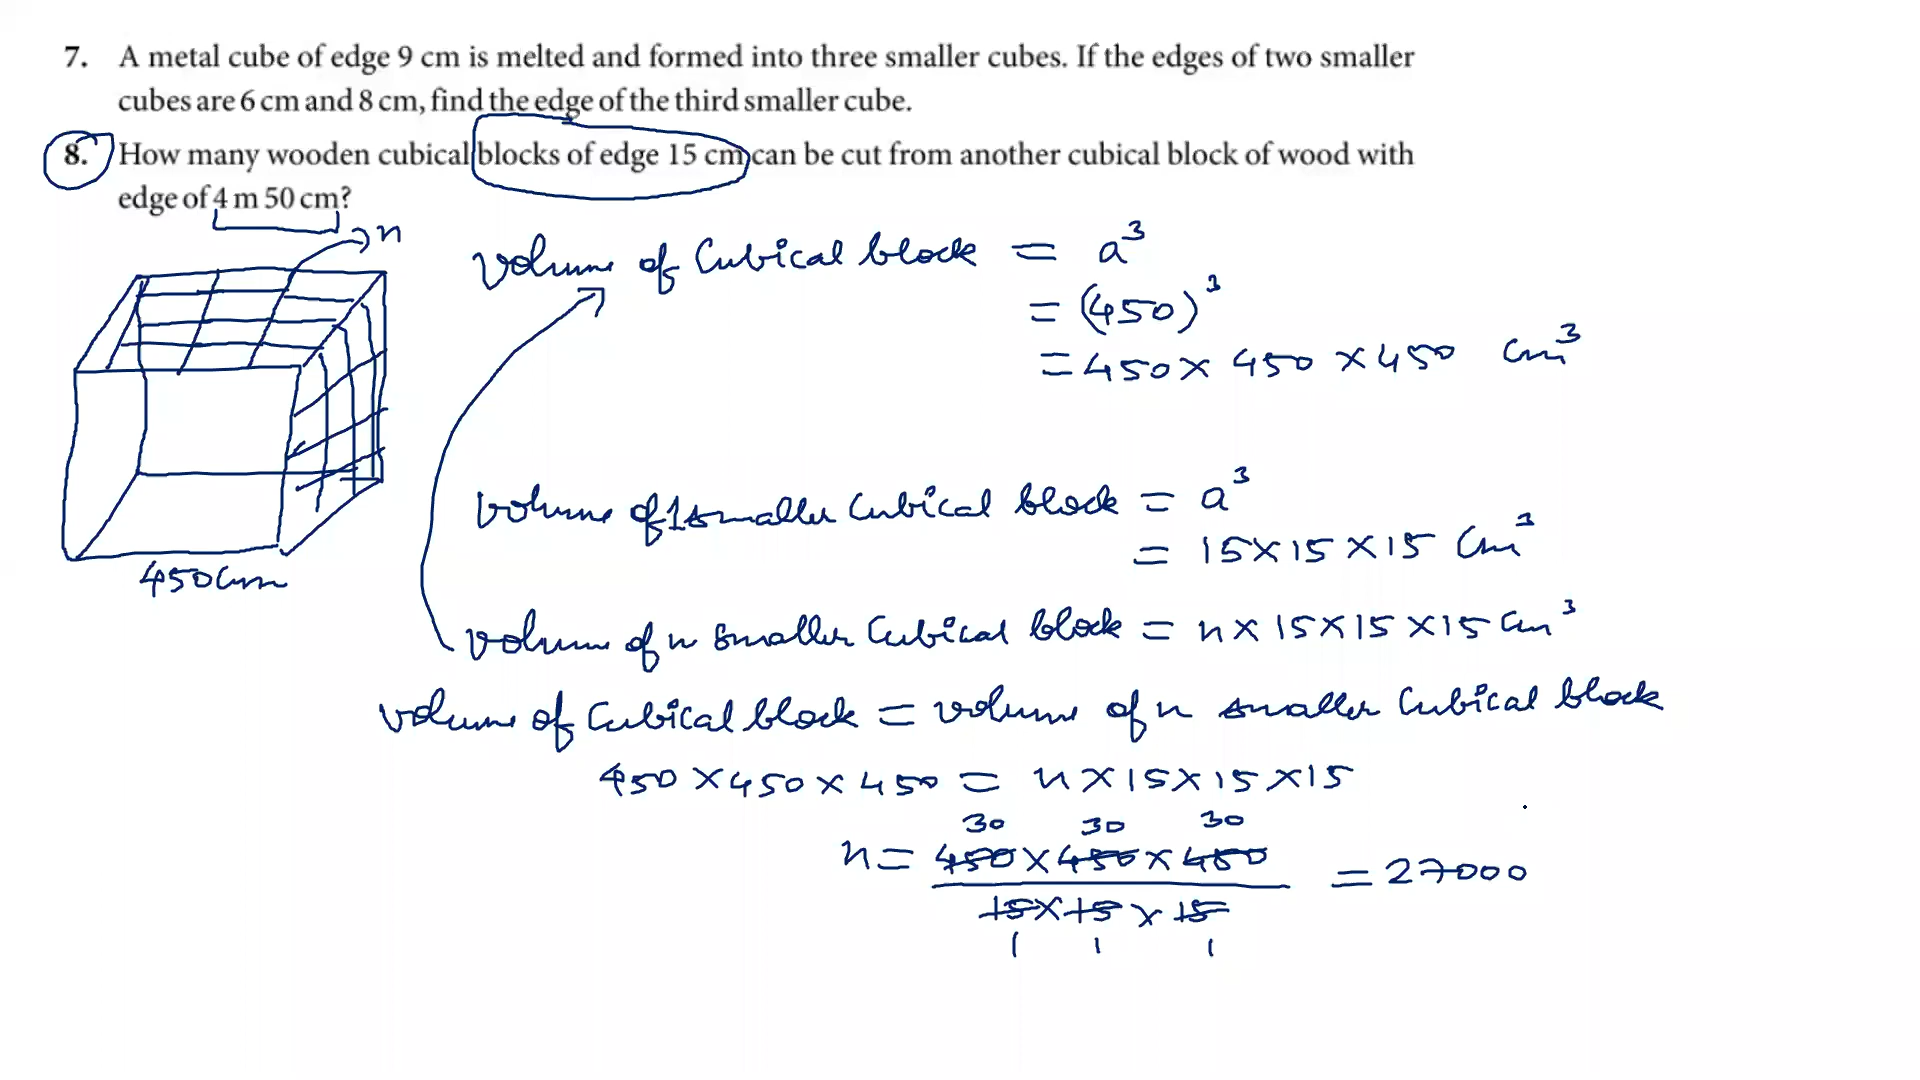 7. A metal cube of edge 9 cm is melted and formed into three smaller cubes. If the edges of two smaller
cubes are 6 cm and 8 cm, find the edge of the third smaller cube.
8. How many wooden cubical blocks of edge 15 cm can be cut from another cubical block of wood with
edge of 4 m 50 cm?
n
Volume of Cubical block = a³
= (450)³
= 450 × 450 × 450 cm³
Volume of 1 smaller Cubical block = a³
= 15 × 15 × 15 cm³
450 cm
Volume of n smaller Cubical block = n × 15 × 15 × 15 cm³
Volume of Cubical block = volume of n smaller Cubical block
450 × 450 × 450 = n × 15 × 15 × 15
30 30 30
n = 450 × 450 × 450 = 27000
15 × 15 × 15
1 1 1